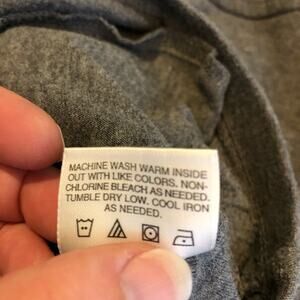 MACHINE WASH WARM INSIDE
OUT WITH LIKE COLORS. NON-
CHLORINE BLEACH AS NEEDED.
TUMBLE DRY LOW. COOL IRON
AS NEEDED.